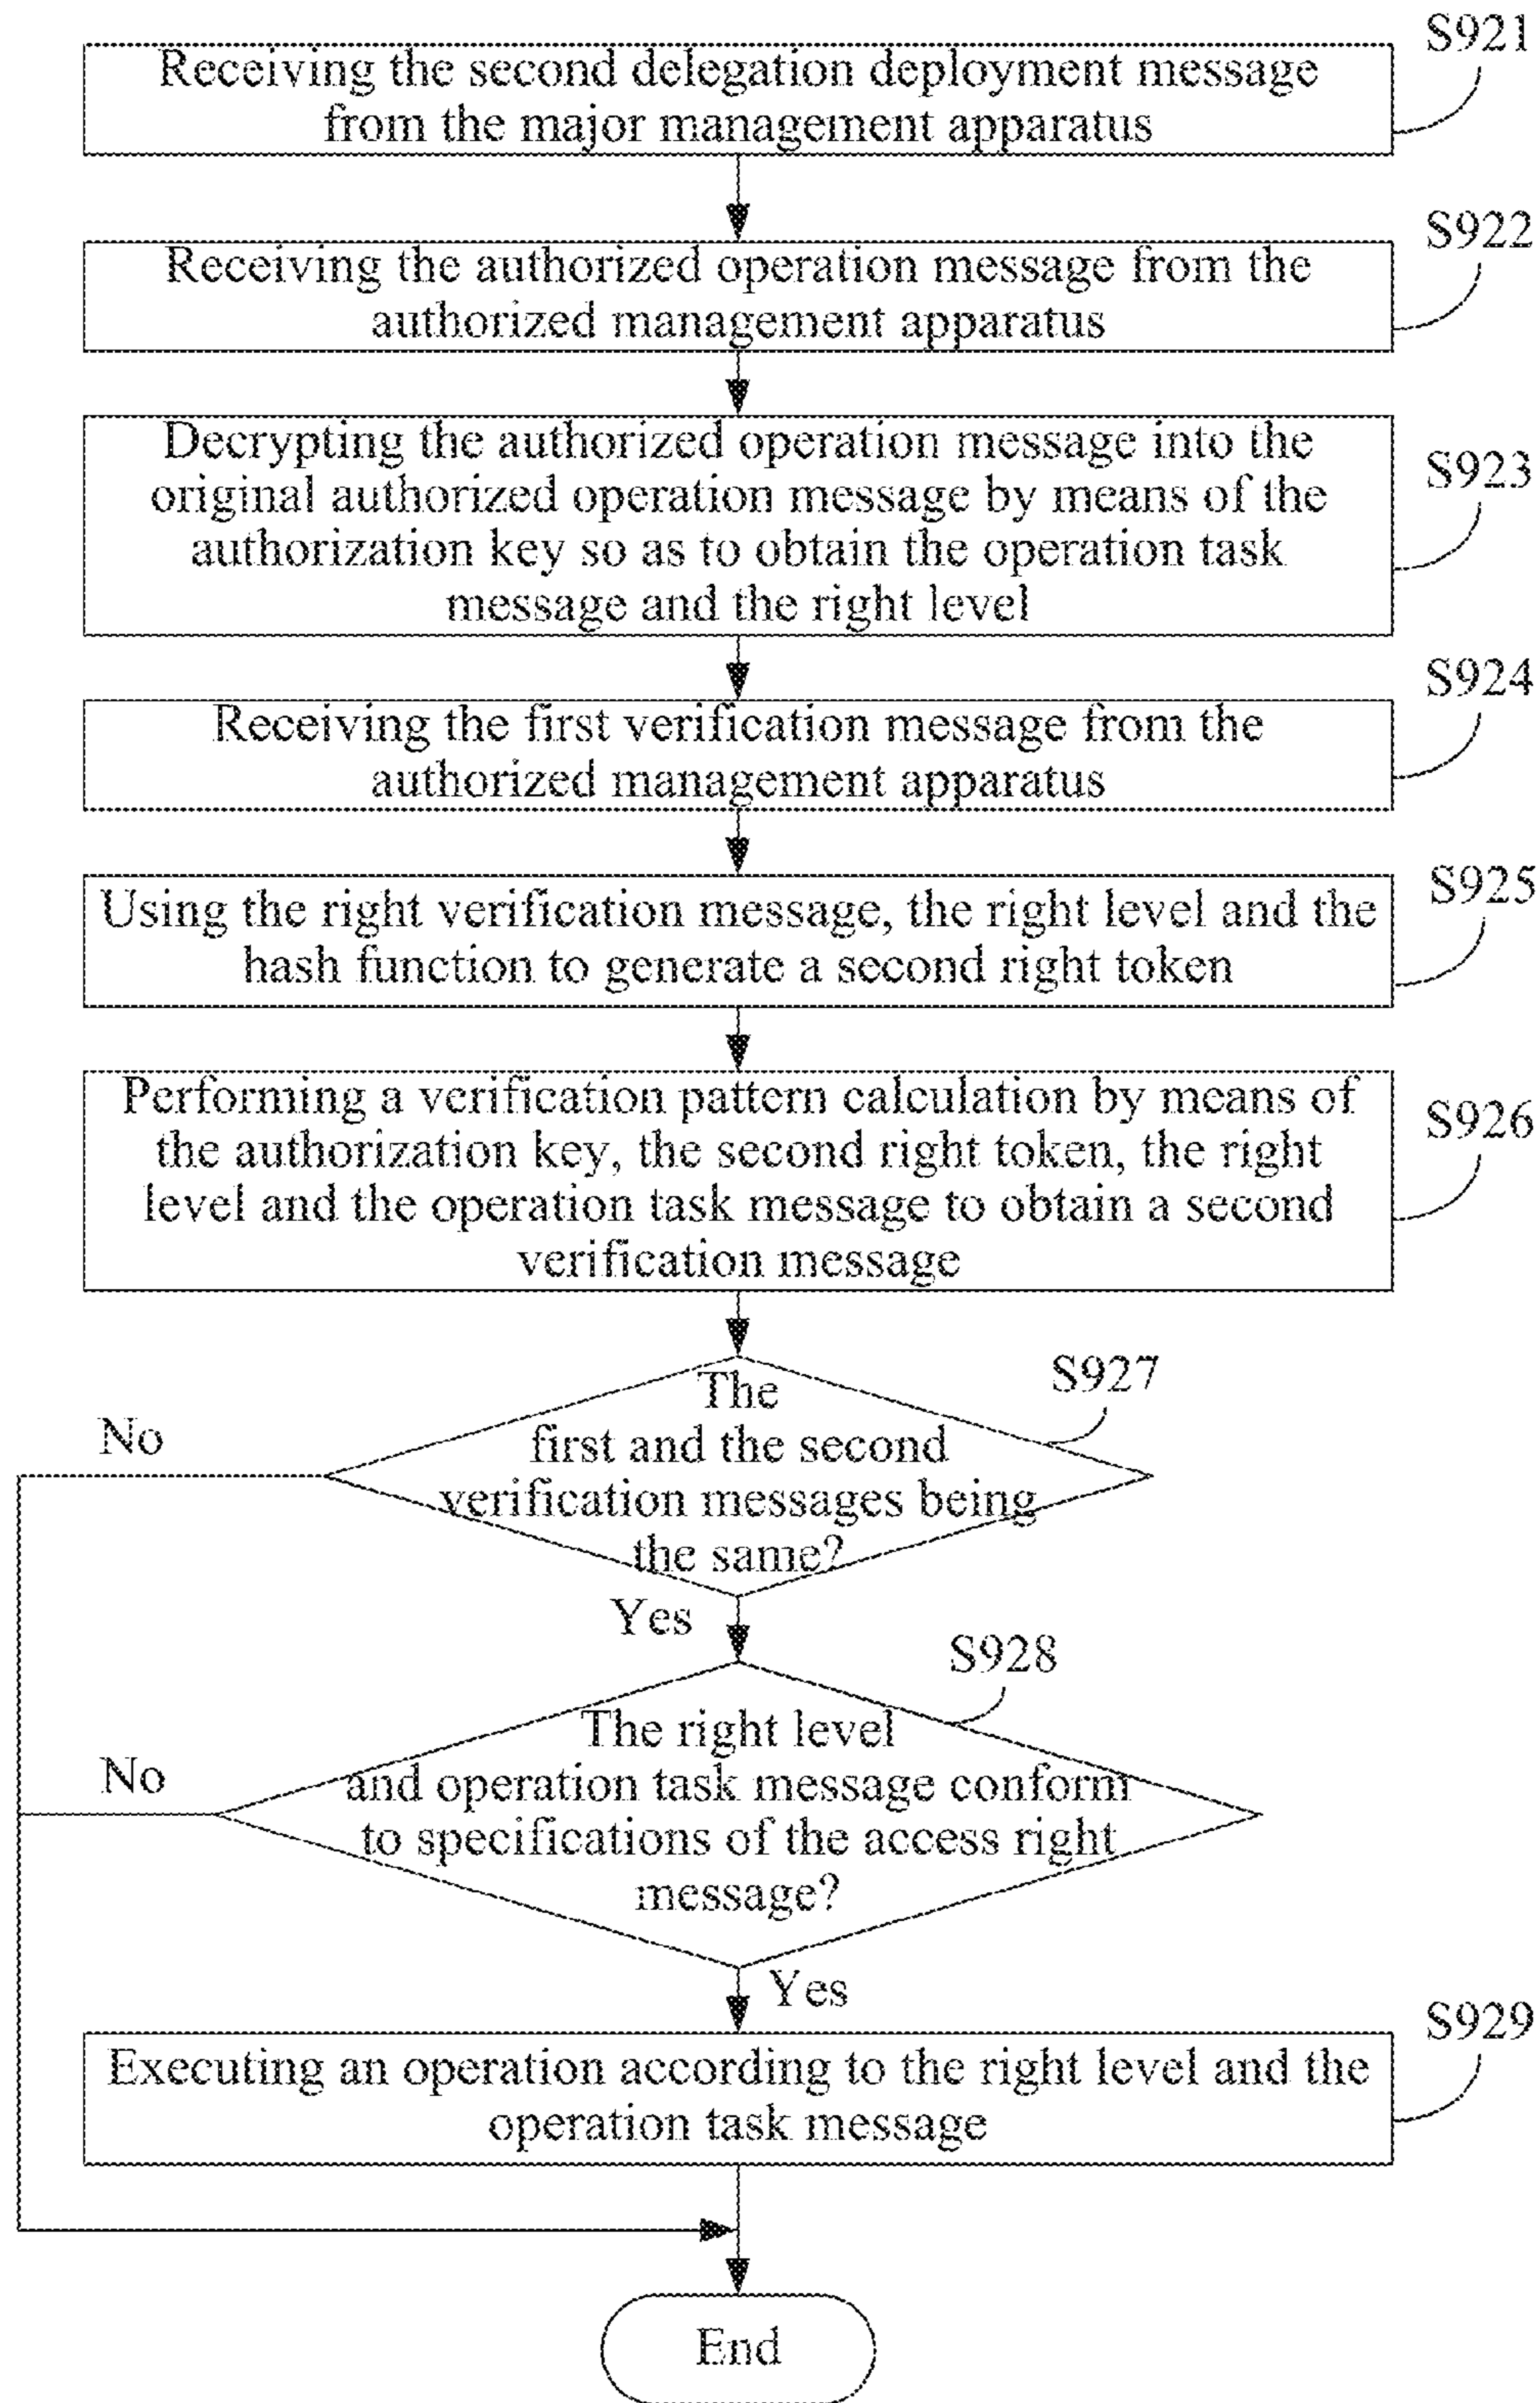 S921
Receiving the second delegation deployment message
from the major management apparatus
S922
Receiving the authorized operation message from the
authorized management apparatus
S923
Decrypting the authorized operation message into the
original authorized operation message by means of the
authorization key so as to obtain the operation task
message and the right level
S924
Receiving the first verification message from the
authorized management apparatus
S925
Using the right verification message, the right level and the
hash function to generate a second right token
S926
Performing a verification pattern calculation by means of
the authorization key, the second right token, the right
level and the operation task message to obtain a second
verification message
S927
No
The
first and the second
verification messages being
the same?
Yes
S928
No
The right level
and operation task message conform
to specifications of the access right
message?
Yes
S929
Executing an operation according to the right level and the
operation task message
End